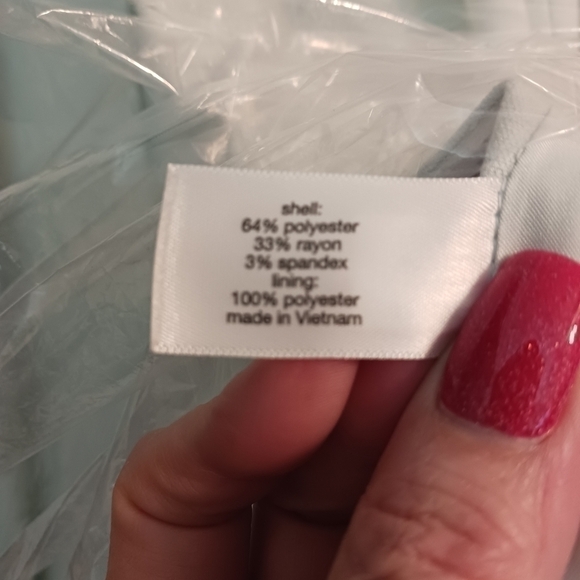 shell:
64% polyester
33% rayon
3% spandex
lining:
100% polyester
made in Vietnam